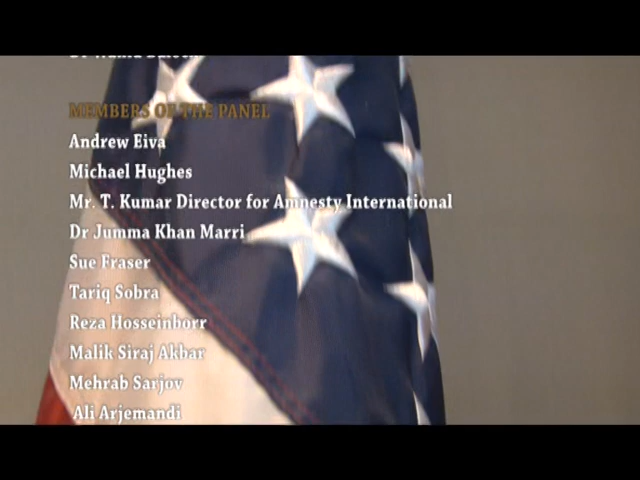 MEMBERS OF THE PANEL
Andrew Eiva
Michael Hughes
Mr. T. Kumar Director for Amnesty International
Dr Jumma Khan Marri
Sue Fraser
Tariq Sobra
Reza Hosseinborr
Malik Siraj Akbar
Mehrab Sarjov
Ali Arjemandi